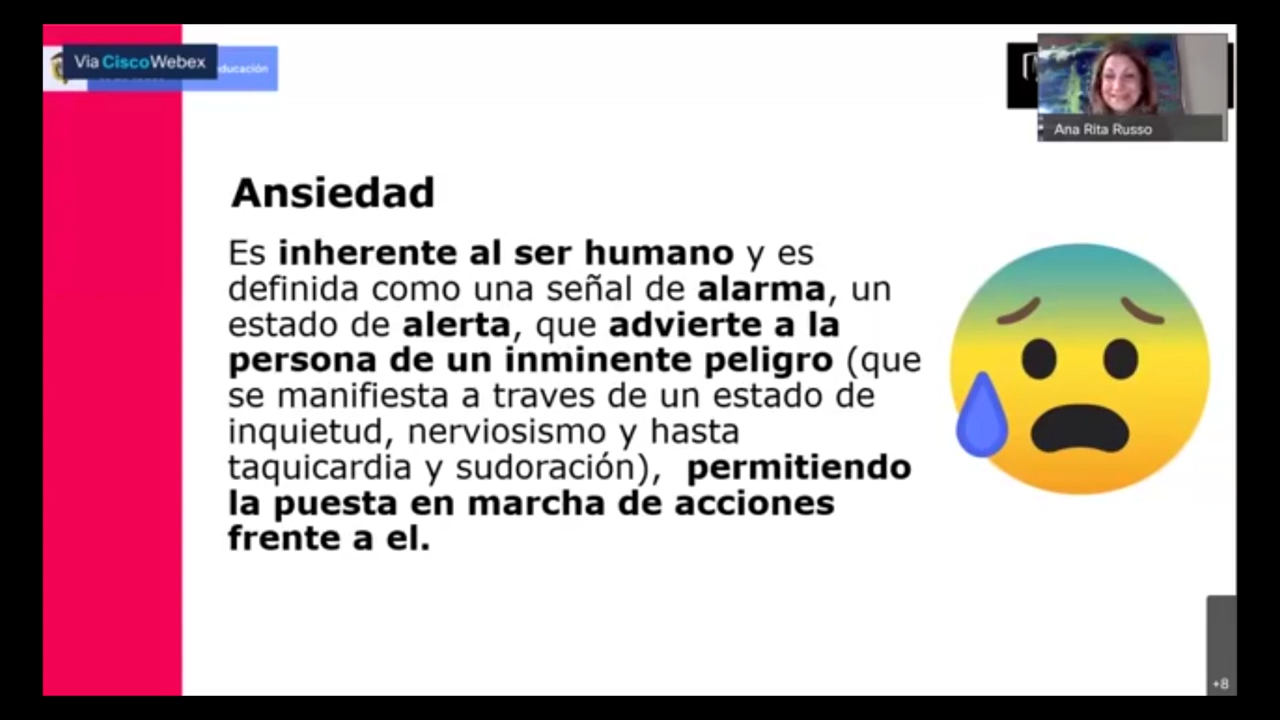 Via CiscoWebex
educación
Ana Rita Russo
Ansiedad
Es inherente al ser humano y es
definida como una señal de alarma, un
estado de alerta, que advierte a la
persona de un inminente peligro (que
se manifiesta a traves de un estado de
inquietud, nerviosismo y hasta
taquicardia y sudoración), permitiendo
la puesta en marcha de acciones
frente a el.
+8